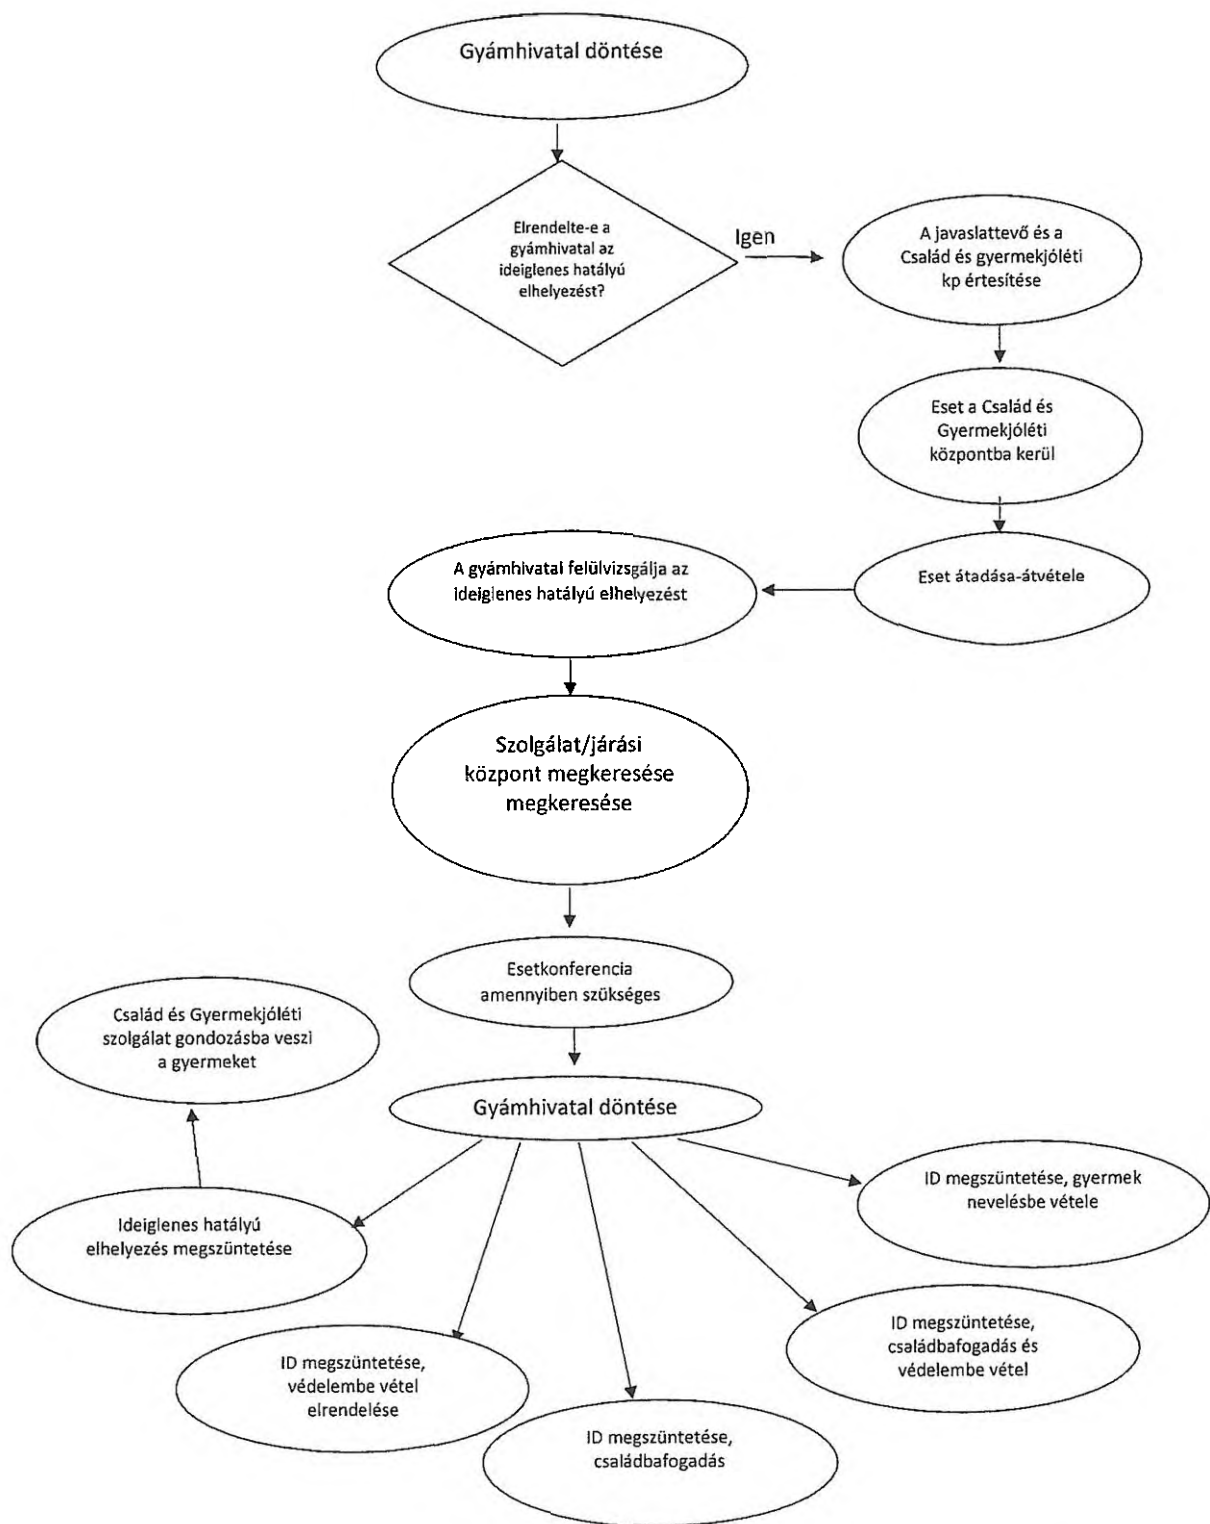 Gyámhivatal döntése
Elrendelte-e a
gyámhivatal az
ideiglenes hatályú
elhelyezést?
Igen
A javaslattevő és a
Család és gyermekjóléti
kp értesítése
Eset a Család és
Gyermekjóléti
központba kerül
Eset átadása-átvétele
A gyámhivatal felülvizsgálja az
ideiglenes hatályú elhelyezést
Szolgálat/járási
központ megkeresése
megkeresése
Esetkonferencia
amennyiben szükséges
Gyámhivatal döntése
Család és Gyermekjóléti
szolgálat gondozásba veszi
a gyermeket
Ideiglenes hatályú
elhelyezés megszüntetése
ID megszüntetése,
védelembe vétel
elrendelése
ID megszüntetése,
családbafogadás
ID megszüntetése,
családbafogadás és
védelembe vétel
ID megszüntetése, gyermek
nevelésbe vétele